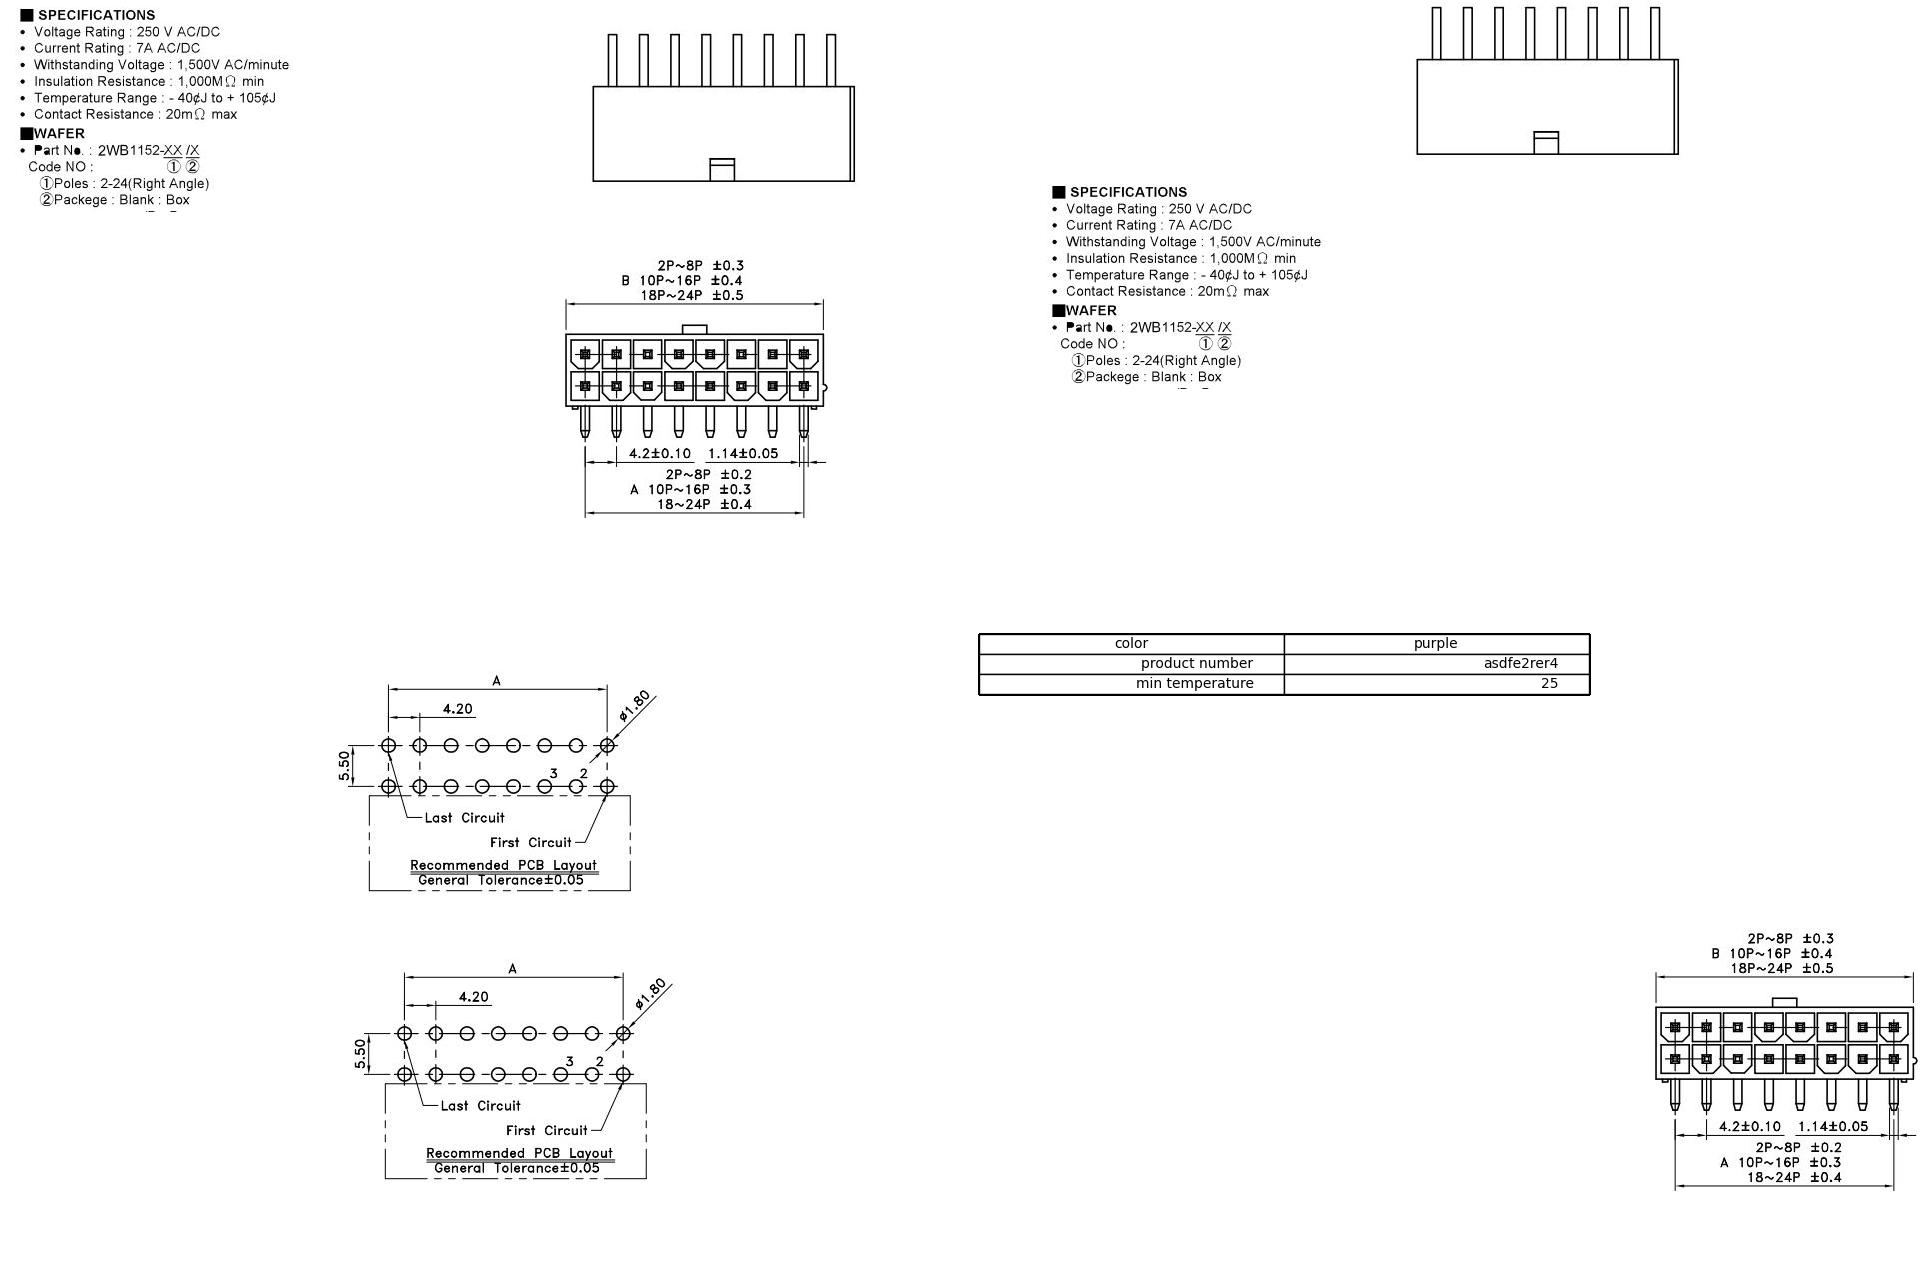 ■ SPECIFICATIONS
• Voltage Rating : 250 V AC/DC
• Current Rating : 7A AC/DC
• Withstanding Voltage : 1,500V AC/minute
• Insulation Resistance : 1,000MΩ min
• Temperature Range : - 40¢J to + 105¢J
• Contact Resistance : 20mΩ max
■WAFER
• Part No. : 2WB1152-XX /X
Code NO : ① ②
①Poles : 2-24(Right Angle)
②Packege : Blank : Box
2P~8P ±0.3
B 10P~16P ±0.4
18P~24P ±0.5
4.2±0.10 1.14±0.05
2P~8P ±0.2
A 10P~16P ±0.3
18~24P ±0.4
■ SPECIFICATIONS
• Voltage Rating : 250 V AC/DC
• Current Rating : 7A AC/DC
• Withstanding Voltage : 1,500V AC/minute
• Insulation Resistance : 1,000MΩ min
• Temperature Range : - 40¢J to + 105¢J
• Contact Resistance : 20mΩ max
■WAFER
• Part No. : 2WB1152-XX /X
Code NO : ① ②
①Poles : 2-24(Right Angle)
②Packege : Blank : Box
color purple
product number asdfe2rer4
min temperature 25
A
4.20
ø1.80
5.50
3 2
Last Circuit
First Circuit
Recommended PCB Layout
General Tolerance±0.05
A
4.20
ø1.80
5.50
3 2
Last Circuit
First Circuit
Recommended PCB Layout
General Tolerance±0.05
2P~8P ±0.3
B 10P~16P ±0.4
18P~24P ±0.5
4.2±0.10 1.14±0.05
2P~8P ±0.2
A 10P~16P ±0.3
18~24P ±0.4